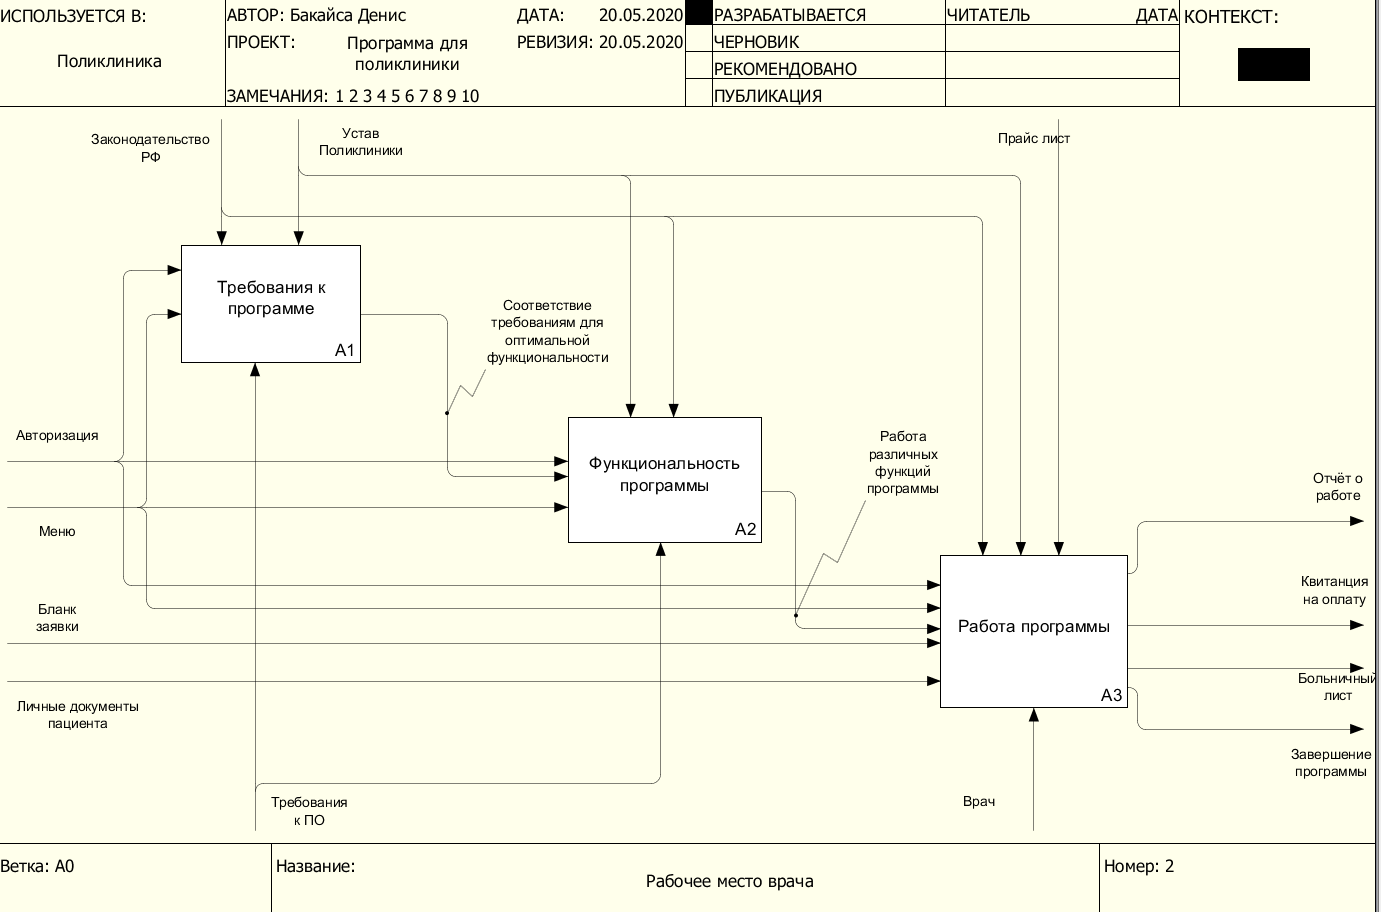 ИСПОЛЬЗУЕТСЯ В:
Поликлиника
АВТОР: Бакайса Денис
ДАТА: 20.05.2020
ПРОЕКТ: Программа для
поликлиники
РЕВИЗИЯ: 20.05.2020
ЗАМЕЧАНИЯ: 1 2 3 4 5 6 7 8 9 10
РАЗРАБАТЫВАЕТСЯ
ЧЕРНОВИК
РЕКОМЕНДОВАНО
ПУБЛИКАЦИЯ
ЧИТАТЕЛЬ ДАТА
КОНТЕКСТ:
Законодательство
РФ
Устав
Поликлиники
Прайс лист
Требования к
программе
A1
Соответствие
требованиям для
оптимальной
функциональности
Авторизация
Меню
Функциональность
программы
A2
Работа
различных
функций
программы
Отчёт о
работе
Квитанция
на оплату
Бланк
заявки
Работа программы
A3
Больничный
лист
Личные документы
пациента
Завершение
программы
Требования
к ПО
Врач
Ветка: A0
Название:
Рабочее место врача
Номер: 2